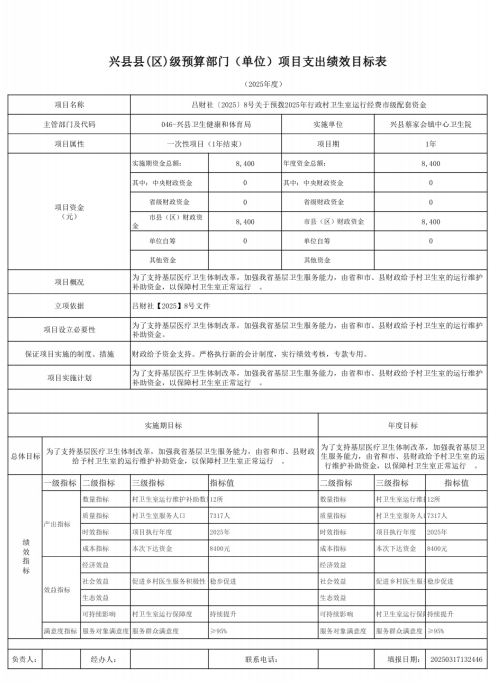 兴县县(区)级预算部门（单位）项目支出绩效目标表
（2025年度）
项目名称 吕财社〔2025〕8号关于预拨2025年行政村卫生室运行经费市级配套资金
主管部门及代码 046-兴县卫生健康和体育局 实施单位 兴县蔡家会镇中心卫生院
项目属性 一次性项目（1年结束） 项目期 1年
项目资金
（元）
实施期资金总额： 8,400 年度资金总额： 8,400
其中：中央财政资金 0 其中：中央财政资金 0
省级财政资金 0 省级财政资金 0
市县（区）财政资金 8,400 市县（区）财政资金 8,400
单位自筹 0 单位自筹 0
其他资金 其他资金
项目概况 为了支持基层医疗卫生体制改革，加强我省基层卫生服务能力，由省和市、县财政给予村卫生室的运行维护
补助资金，以保障村卫生室正常运行 。
立项依据 吕财社【2025】8号文件
项目设立必要性 为了支持基层医疗卫生体制改革，加强我省基层卫生服务能力，由省和市、县财政给予村卫生室的运行维护
补助资金，以保障村卫生室正常运行 。
保证项目实施的制度、措施 财政给予资金支持。严格执行新的会计制度，实行绩效考核，专款专用。
项目实施计划 为了支持基层医疗卫生体制改革，加强我省基层卫生服务能力，由省和市、县财政给予村卫生室的运行维护
补助资金，以保障村卫生室正常运行 。
实施期目标 年度目标
总体目标
为了支持基层医疗卫生体制改革，加强我省基层卫生服务能力，由省和市、县财政
给予村卫生室的运行维护补助资金，以保障村卫生室正常运行 。
为了支持基层医疗卫生体制改革，加强我省基层卫
生服务能力，由省和市、县财政给予村卫生室的运
行维护补助资金，以保障村卫生室正常运行 。
绩效指标
一级指标 二级指标 三级指标 指标值 二级指标 三级指标 指标值
产出指标
数量指标 村卫生室运行维护补助数 12所 数量指标 村卫生室运行维 12所
质量指标 村卫生室服务人口 7317人 质量指标 村卫生室服务人 7317人
时效指标 项目执行年度 2025年 时效指标 项目执行年度 2025年
成本指标 本次下达资金 8400元 成本指标 本次下达资金 8400元
效益指标
经济效益 经济效益
社会效益 促进乡村医生服务积极性 稳步促进 社会效益 促进乡村医生服 稳步促进
生态效益 生态效益
可持续影响 村卫生室运行保障度 持续提升 可持续影响 村卫生室运行保 持续提升
满意度指标 服务对象满意度 服务群众满意度 ≥95% 服务对象满意度 服务群众满意度 ≥95%
负责人： 经办人： 联系电话： 填报日期： 20250317132446